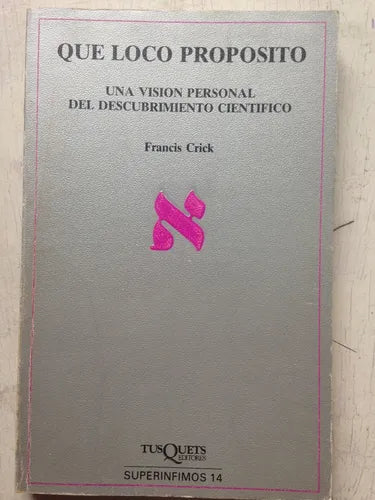 QUE LOCO PROPOSITO
UNA VISION PERSONAL
DEL DESCUBRIMIENTO CIENTIFICO
Francis Crick
א
TUSQUETS
EDITORES
SUPERINFIMOS 14